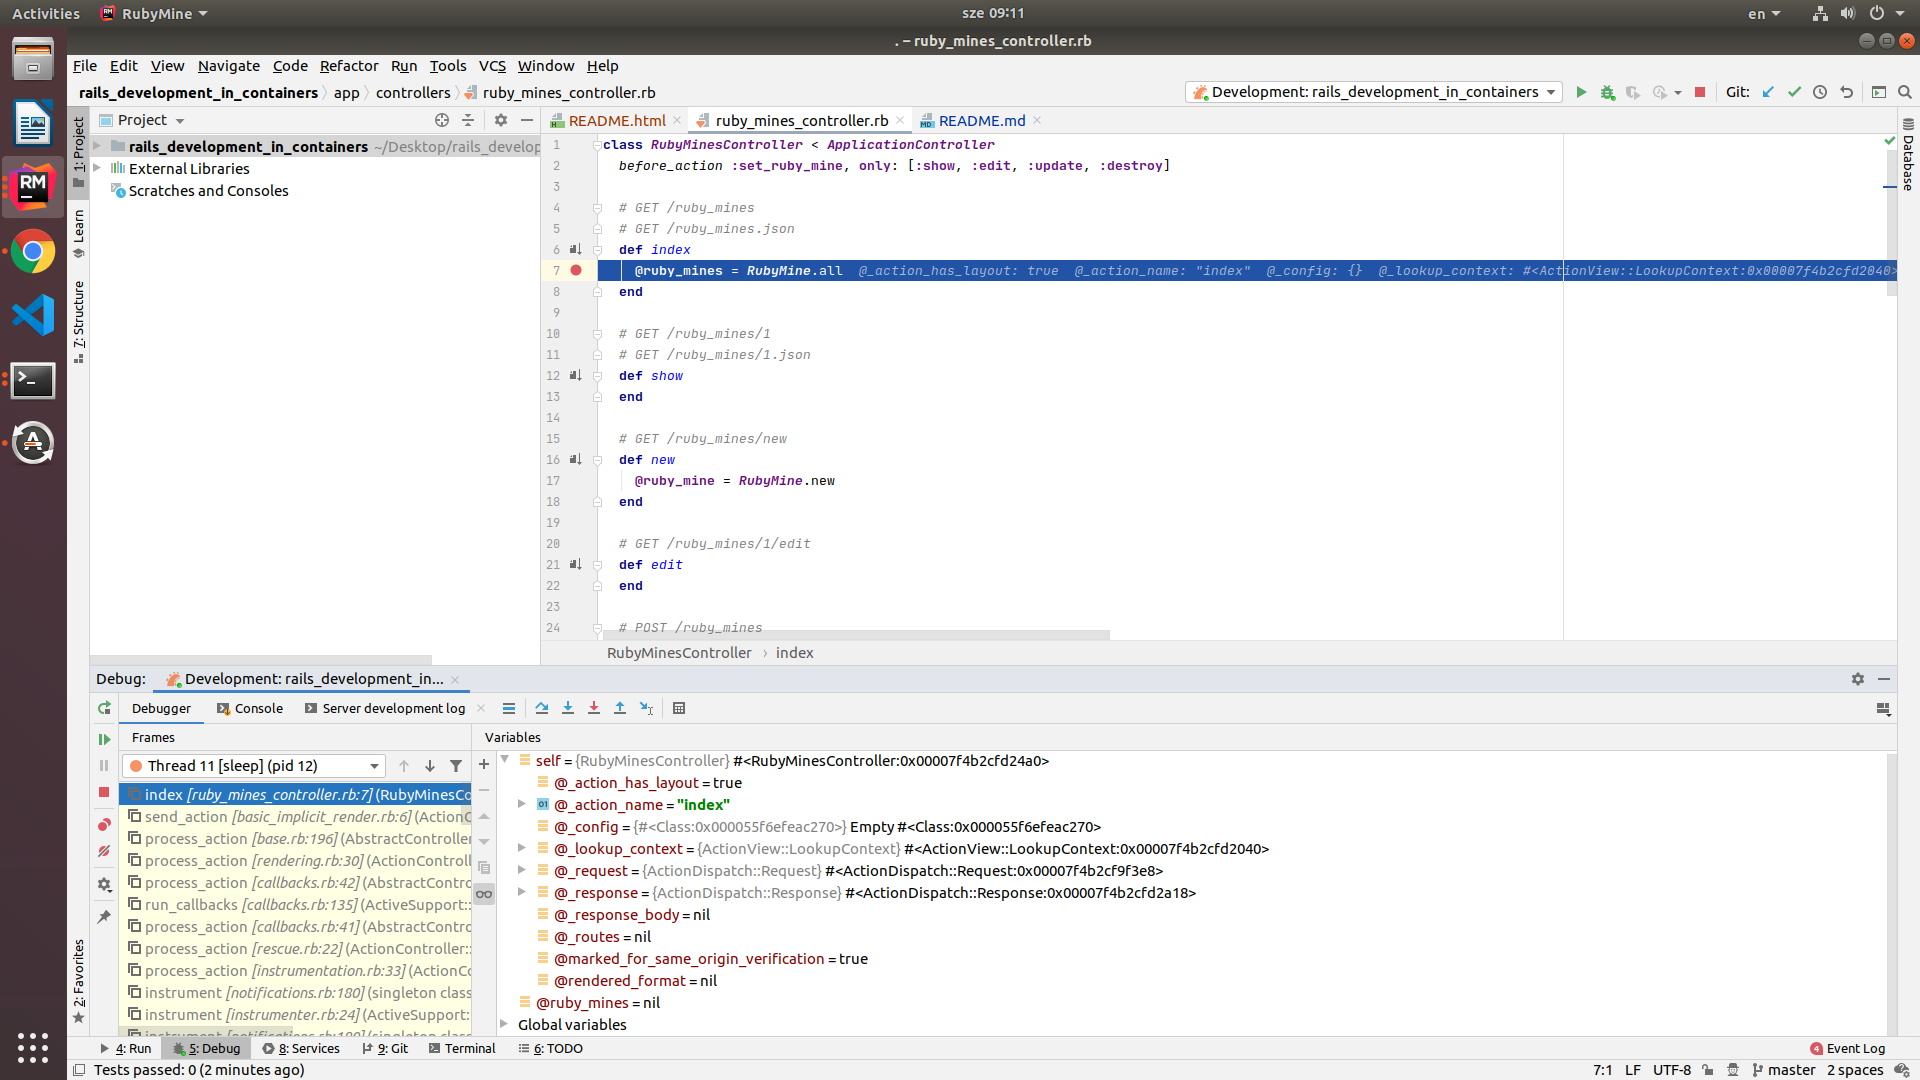 Activities RubyMine sze 09:11 en
. – ruby_mines_controller.rb
File Edit View Navigate Code Refactor Run Tools VCS Window Help
rails_development_in_containers app controllers ruby_mines_controller.rb Development: rails_development_in_containers Git:
1: Project
Learn
7: Structure
2: Favorites
Database
Project
rails_development_in_containers ~/Desktop/rails_develop
External Libraries
Scratches and Consoles
README.html ruby_mines_controller.rb README.md
1 class RubyMinesController < ApplicationController
2 before_action :set_ruby_mine, only: [:show, :edit, :update, :destroy]
3
4 # GET /ruby_mines
5 # GET /ruby_mines.json
6 def index
7 @ruby_mines = RubyMine.all @_action_has_layout: true @_action_name: "index" @_config: {} @_lookup_context: #<ActionView::LookupContext:0x00007f4b2cfd2040>
8 end
9
10 # GET /ruby_mines/1
11 # GET /ruby_mines/1.json
12 def show
13 end
14
15 # GET /ruby_mines/new
16 def new
17 @ruby_mine = RubyMine.new
18 end
19
20 # GET /ruby_mines/1/edit
21 def edit
22 end
23
24 # POST /ruby_mines
RubyMinesController › index
Debug: Development: rails_development_in...
Debugger Console Server development log
Frames
Thread 11 [sleep] (pid 12)
index [ruby_mines_controller.rb:7] (RubyMinesCo
send_action [basic_implicit_render.rb:6] (ActionC
process_action [base.rb:196] (AbstractController
process_action [rendering.rb:30] (ActionControll
process_action [callbacks.rb:42] (AbstractContro
run_callbacks [callbacks.rb:135] (ActiveSupport::
process_action [callbacks.rb:41] (AbstractContro
process_action [rescue.rb:22] (ActionController::
process_action [instrumentation.rb:33] (ActionCo
instrument [notifications.rb:180] (singleton class
instrument [instrumenter.rb:24] (ActiveSupport::
instrument [notifications.rb:180] (singleton class
Variables
self = {RubyMinesController} #<RubyMinesController:0x00007f4b2cfd24a0>
@_action_has_layout = true
@_action_name = "index"
@_config = {#<Class:0x000055f6efeac270>} Empty #<Class:0x000055f6efeac270>
@_lookup_context = {ActionView::LookupContext} #<ActionView::LookupContext:0x00007f4b2cfd2040>
@_request = {ActionDispatch::Request} #<ActionDispatch::Request:0x00007f4b2cf9f3e8>
@_response = {ActionDispatch::Response} #<ActionDispatch::Response:0x00007f4b2cfd2a18>
@_response_body = nil
@_routes = nil
@marked_for_same_origin_verification = true
@rendered_format = nil
@ruby_mines = nil
Global variables
4: Run 5: Debug 8: Services 9: Git Terminal 6: TODO 4 Event Log
Tests passed: 0 (2 minutes ago) 7:1 LF UTF-8 master 2 spaces